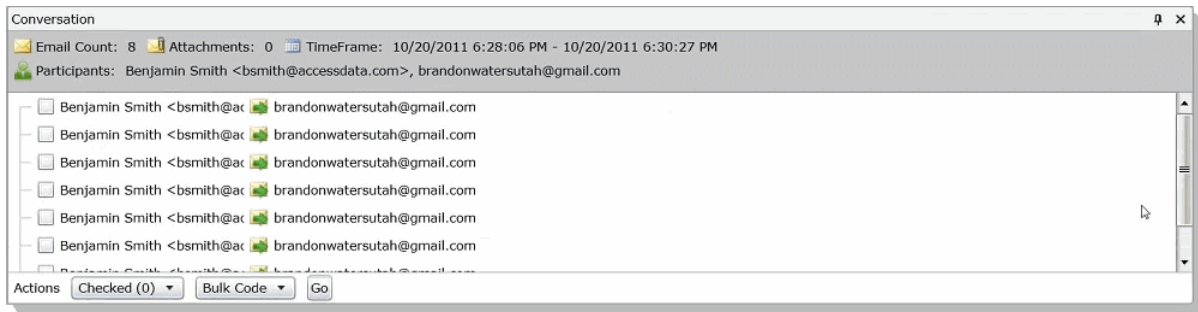 Conversation
Email Count: 8 Attachments: 0 TimeFrame: 10/20/2011 6:28:06 PM - 10/20/2011 6:30:27 PM
Participants: Benjamin Smith <bsmith@accessdata.com>, brandonwatersutah@gmail.com
Benjamin Smith <bsmith@ac brandonwatersutah@gmail.com
Benjamin Smith <bsmith@ac brandonwatersutah@gmail.com
Benjamin Smith <bsmith@ac brandonwatersutah@gmail.com
Benjamin Smith <bsmith@ac brandonwatersutah@gmail.com
Benjamin Smith <bsmith@ac brandonwatersutah@gmail.com
Benjamin Smith <bsmith@ac brandonwatersutah@gmail.com
Actions Checked (0) Bulk Code Go